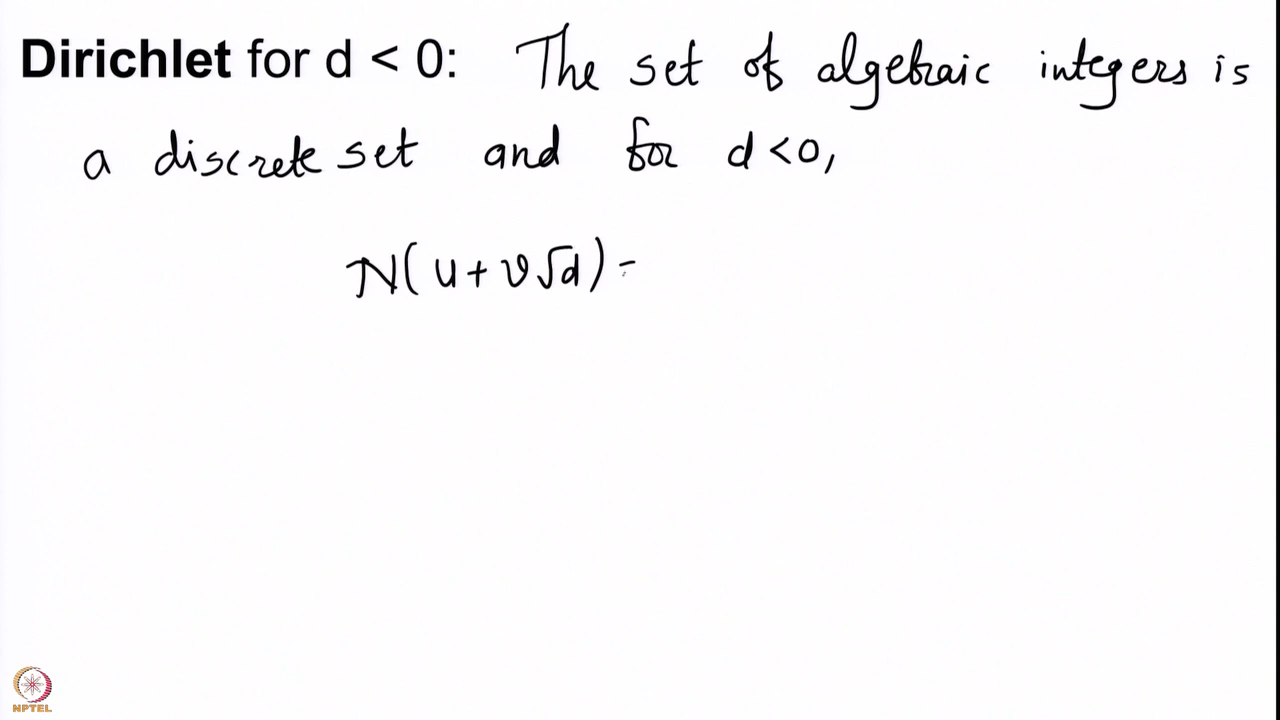 Dirichlet for d < 0: The set of algebraic integers is
a discrete set and for d<0,
N(u+v√d) -
NPTEL